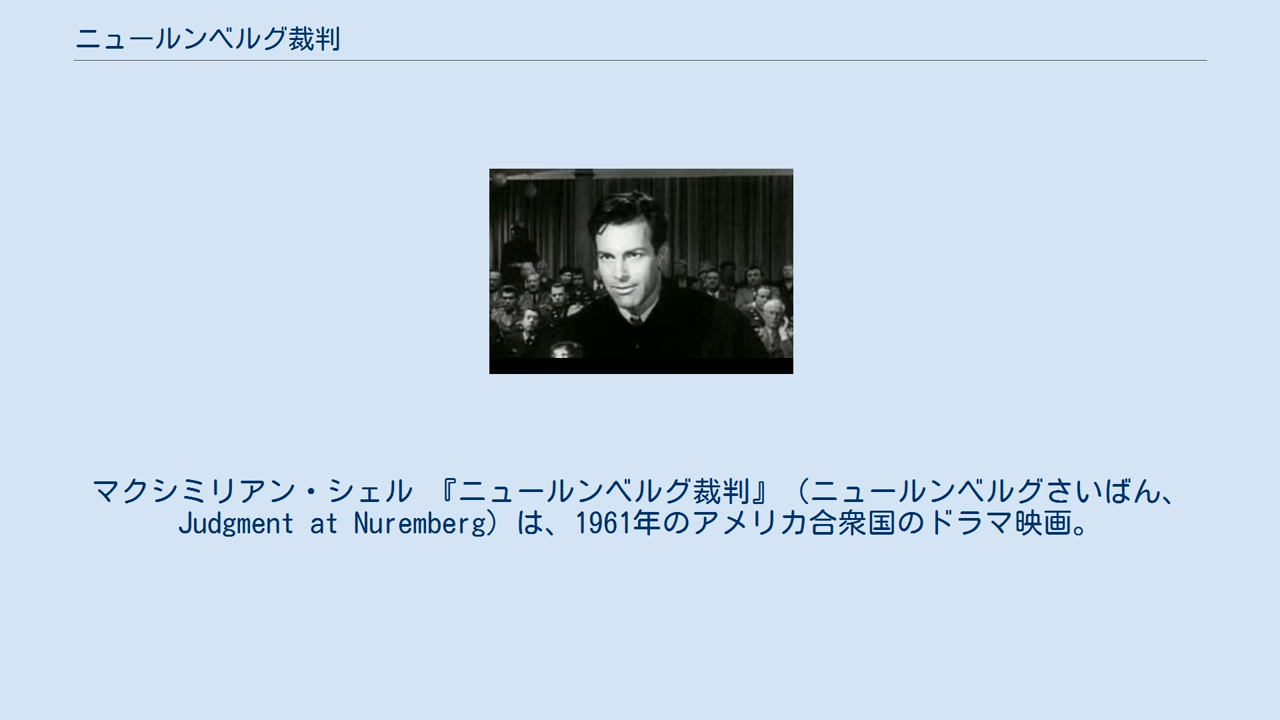 ニュールンベルグ裁判
マクシミリアン・シェル 『ニュールンベルグ裁判』（ニュールンベルグさいばん、
Judgment at Nuremberg）は、1961年のアメリカ合衆国のドラマ映画。